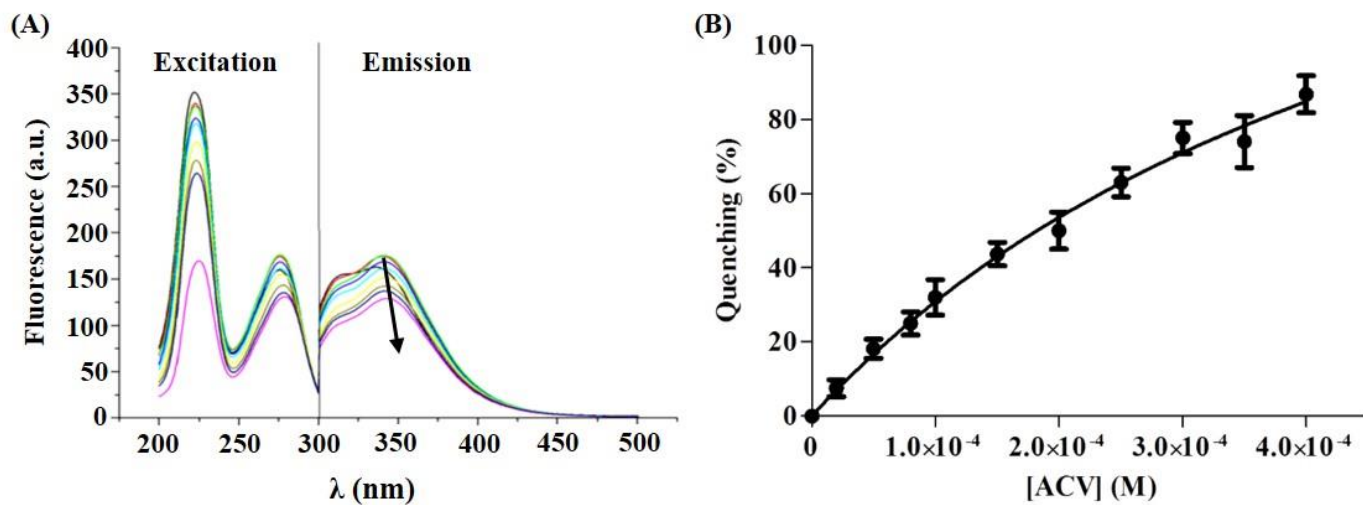 (A)
Excitation Emission
Fluorescence (a.u.)
400
350
300
250
200
150
100
50
0
200 250 300 350 400 450 500
λ (nm)
(B)
Quenching (%)
100
80
60
40
20
0
0 1.0×10⁻⁴ 2.0×10⁻⁴ 3.0×10⁻⁴ 4.0×10⁻⁴
[ACV] (M)